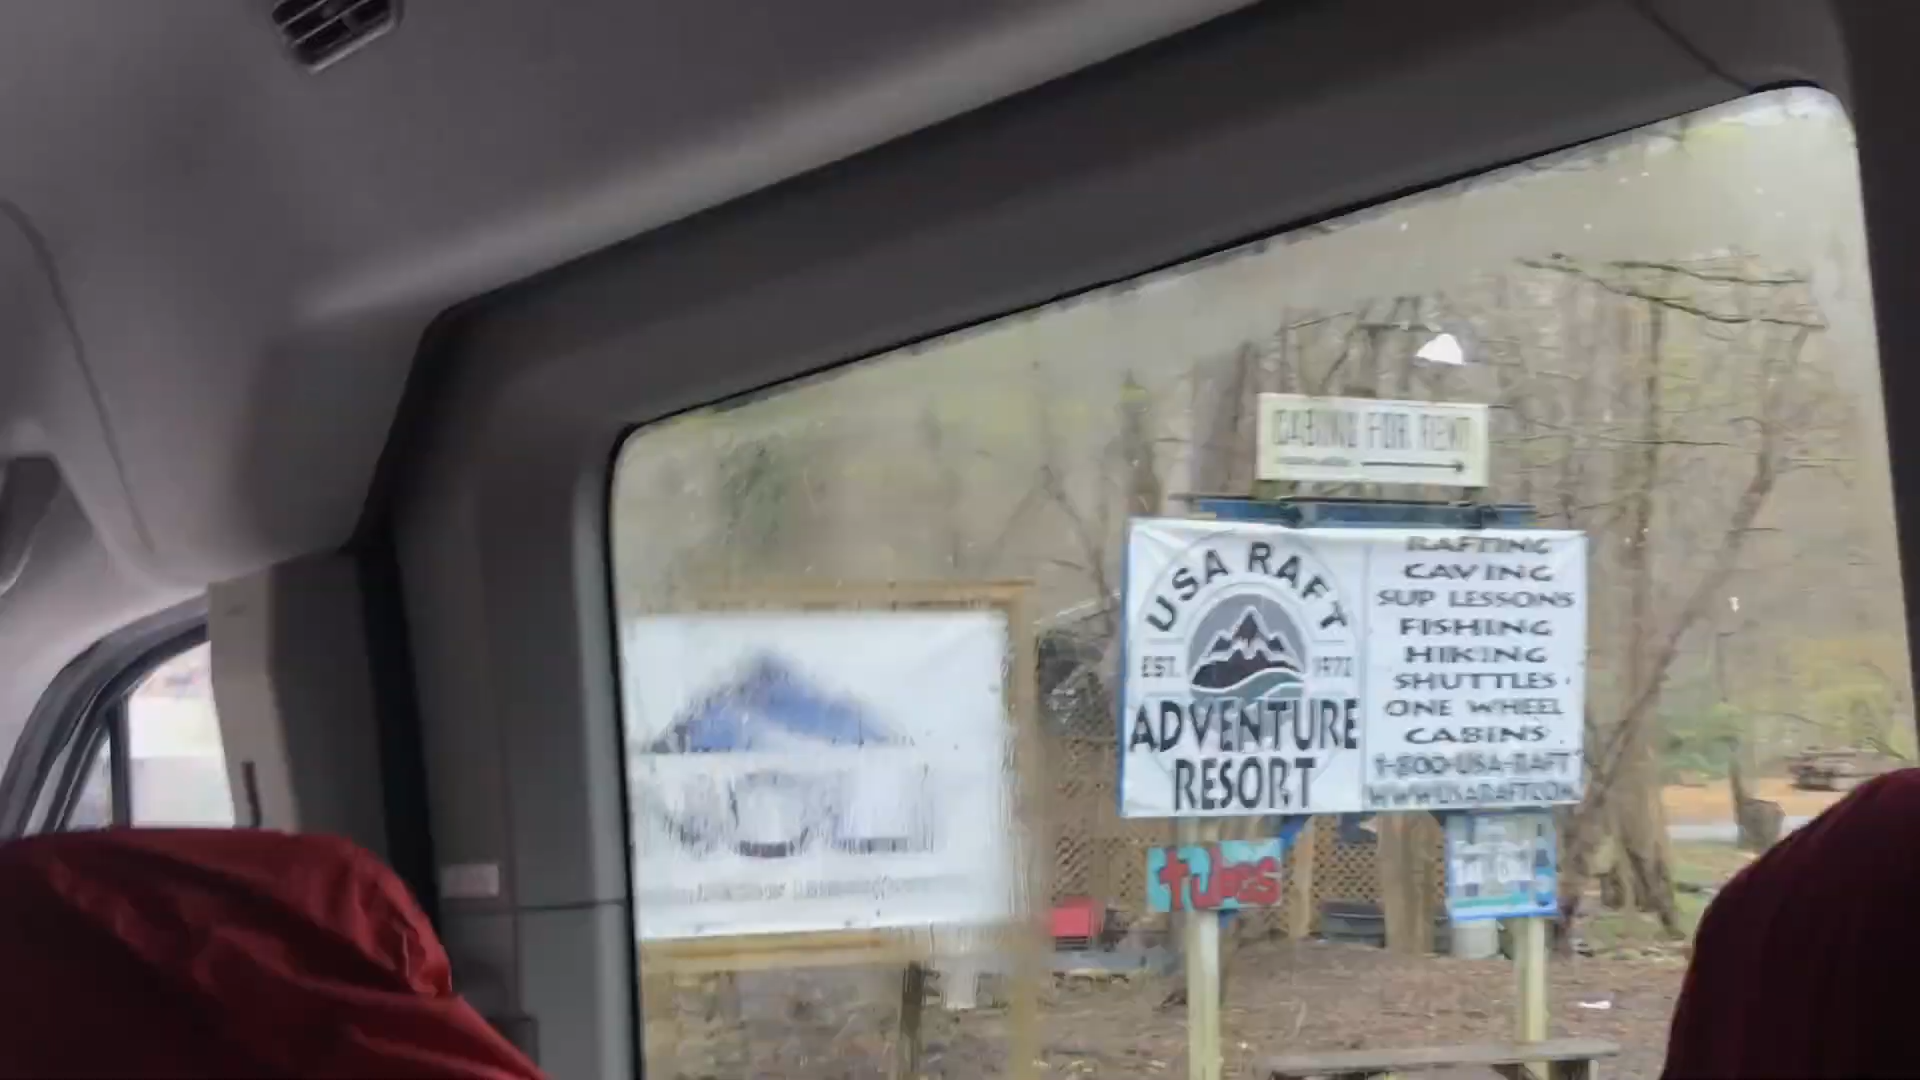 CABINS FOR RENT
USA RAFT
EST. 1972
ADVENTURE
RESORT
RAFTING
CAVING
SUP LESSONS
FISHING
HIKING
SHUTTLES
ONE WHEEL
CABINS
1-800-USA-RAFT
WWW.USARAFT.COM
tubes